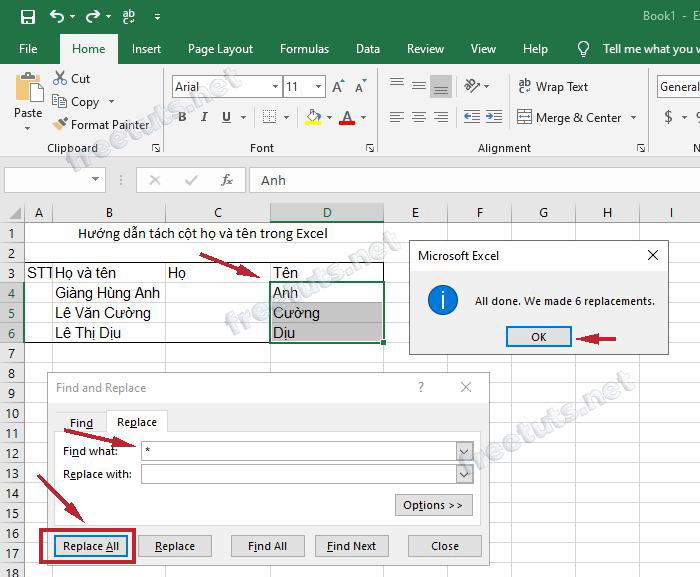 Book1 - E
File Home Insert Page Layout Formulas Data Review View Help Tell me what you
Cut
Copy
Format Painter
Paste
Clipboard
Arial 11
B I U
Font
Wrap Text
Merge & Center
Alignment
General
$
Anh
A B C D E F G H I
1 Hướng dẫn tách cột họ và tên trong Excel
2
3 STT Họ và tên Họ Tên
4 Giàng Hùng Anh Anh
5 Lê Văn Cường Cường
6 Lê Thị Dịu Dịu
7
8
9
10
11
12
13
14
15
16
17
18
Microsoft Excel
All done. We made 6 replacements.
OK
Find and Replace
Find Replace
Find what: *
Replace with:
Options >>
Replace All Replace Find All Find Next Close
freetuts.net
freetuts.net
freetuts.net